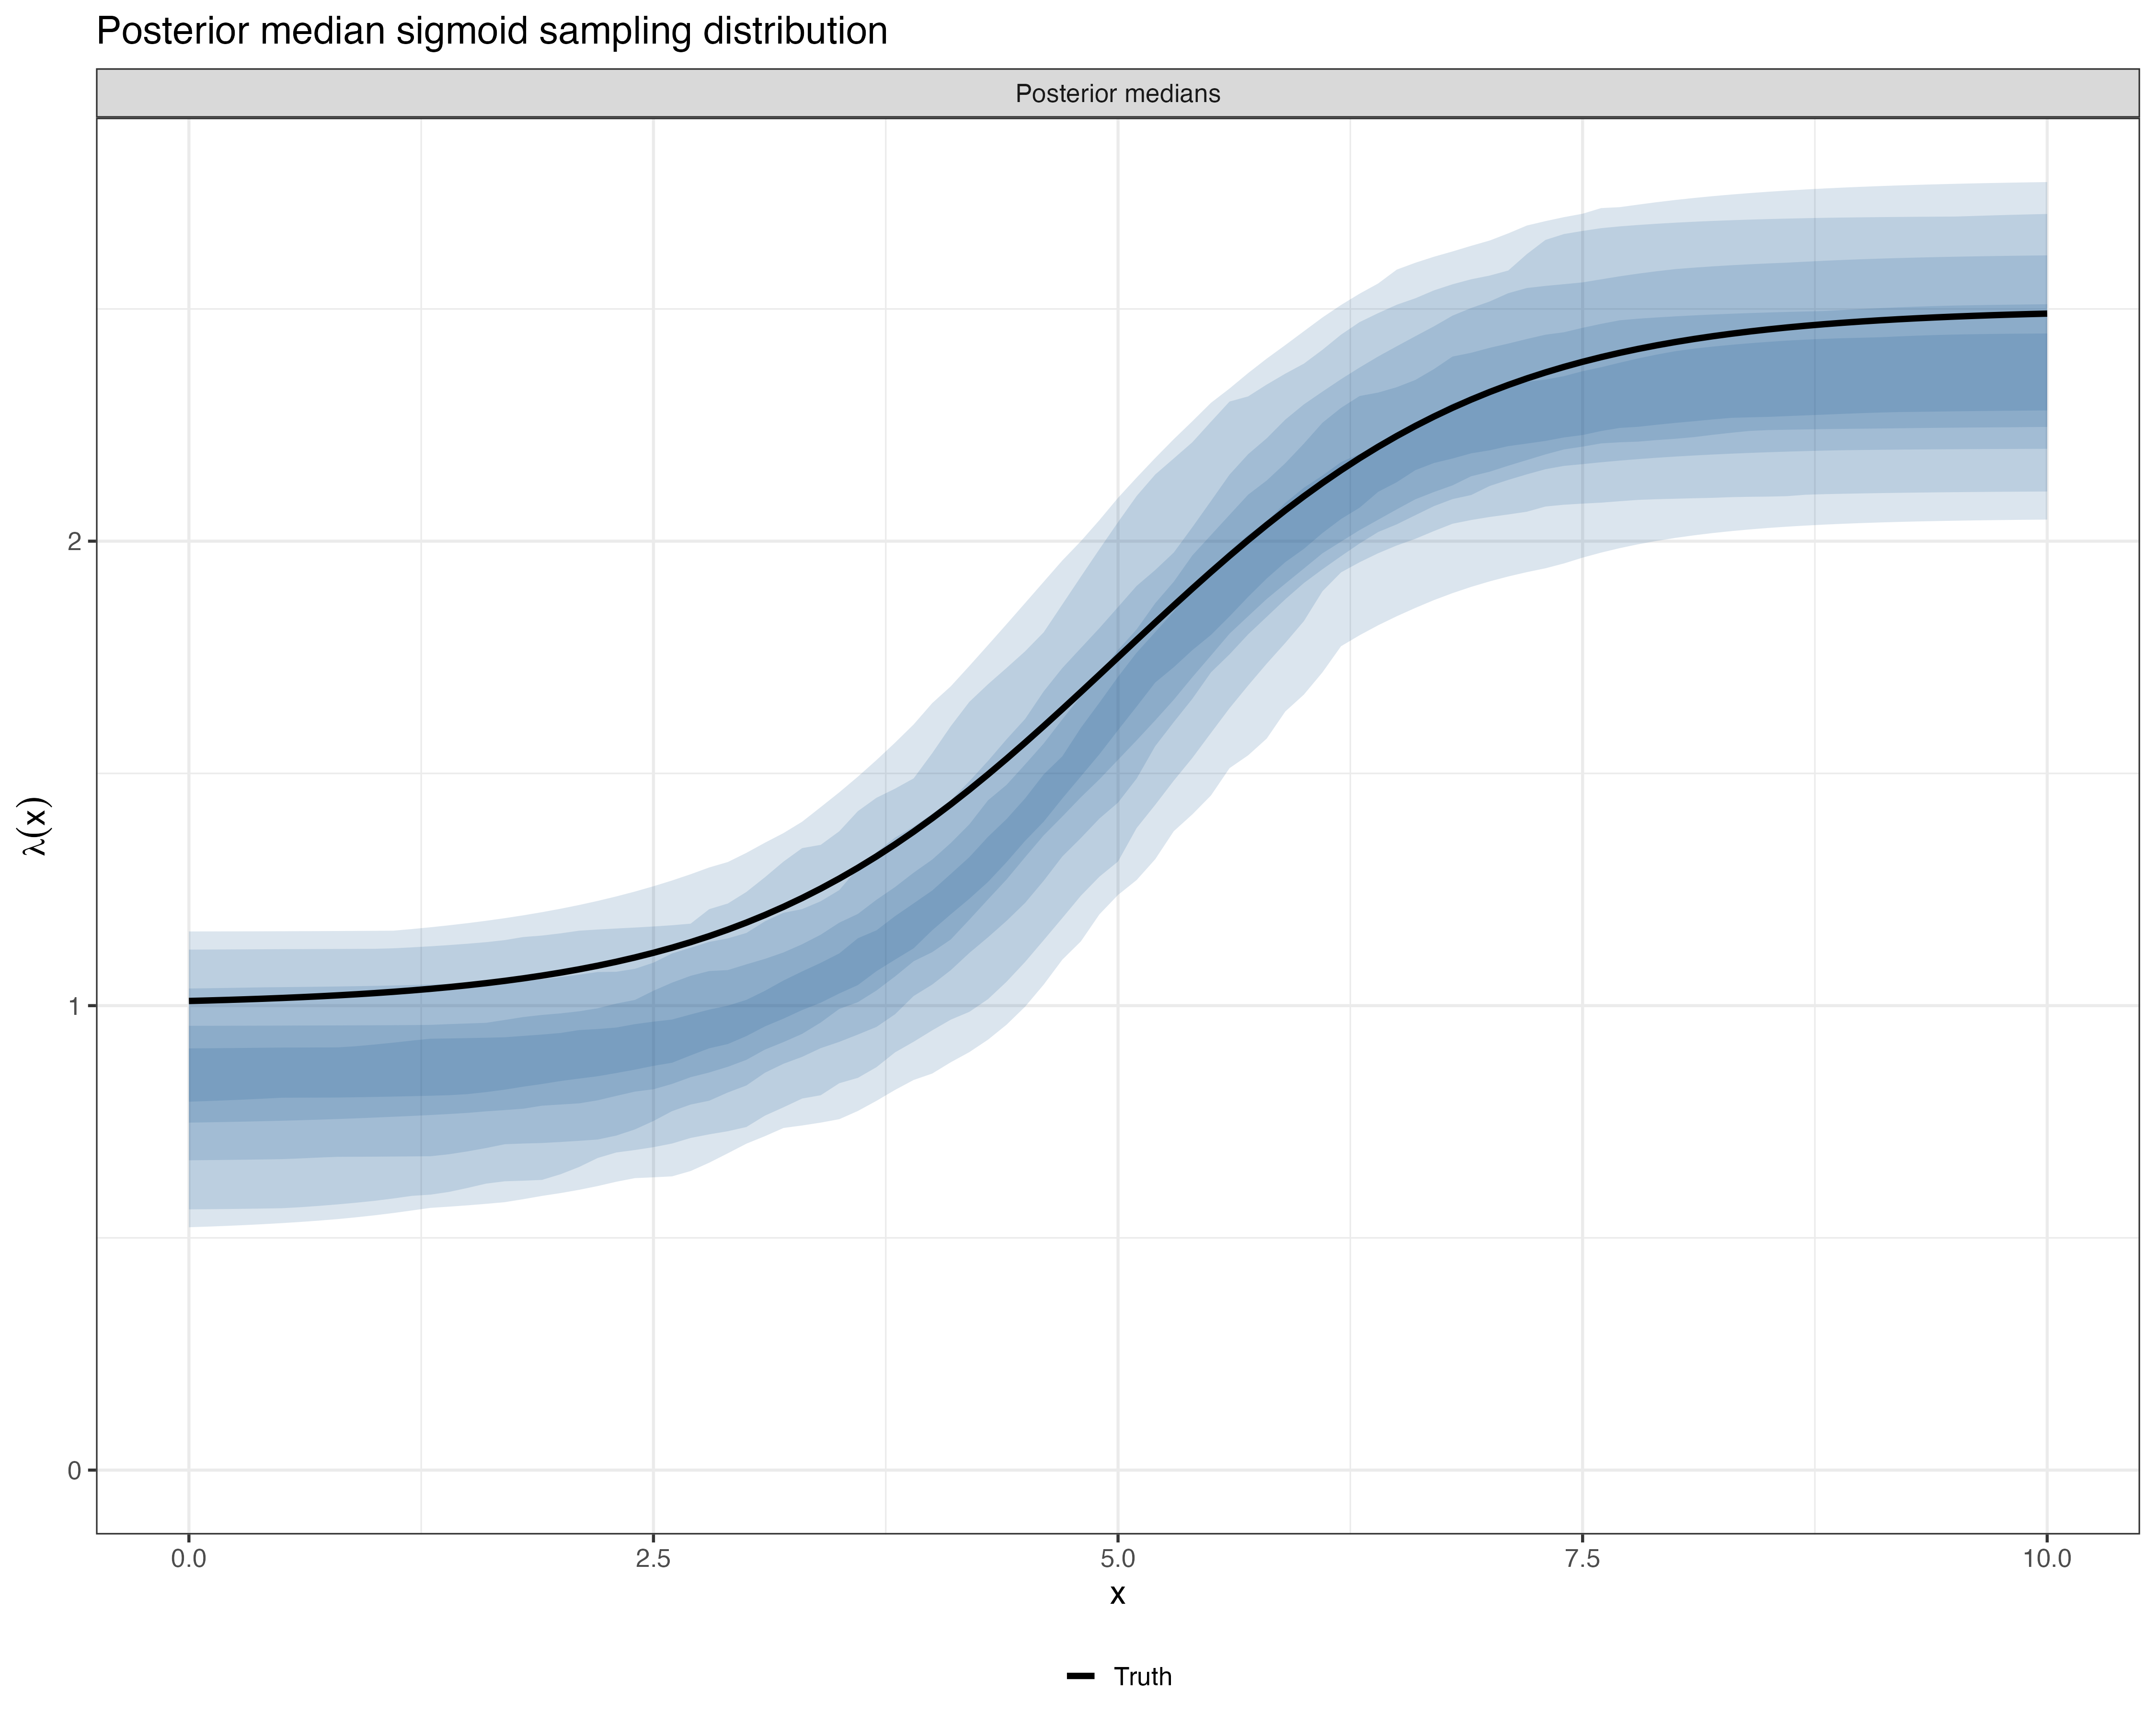 Posterior median sigmoid sampling distribution
Posterior medians
λ(x)
2
1
0
0.0 2.5 5.0 7.5 10.0
x
Truth